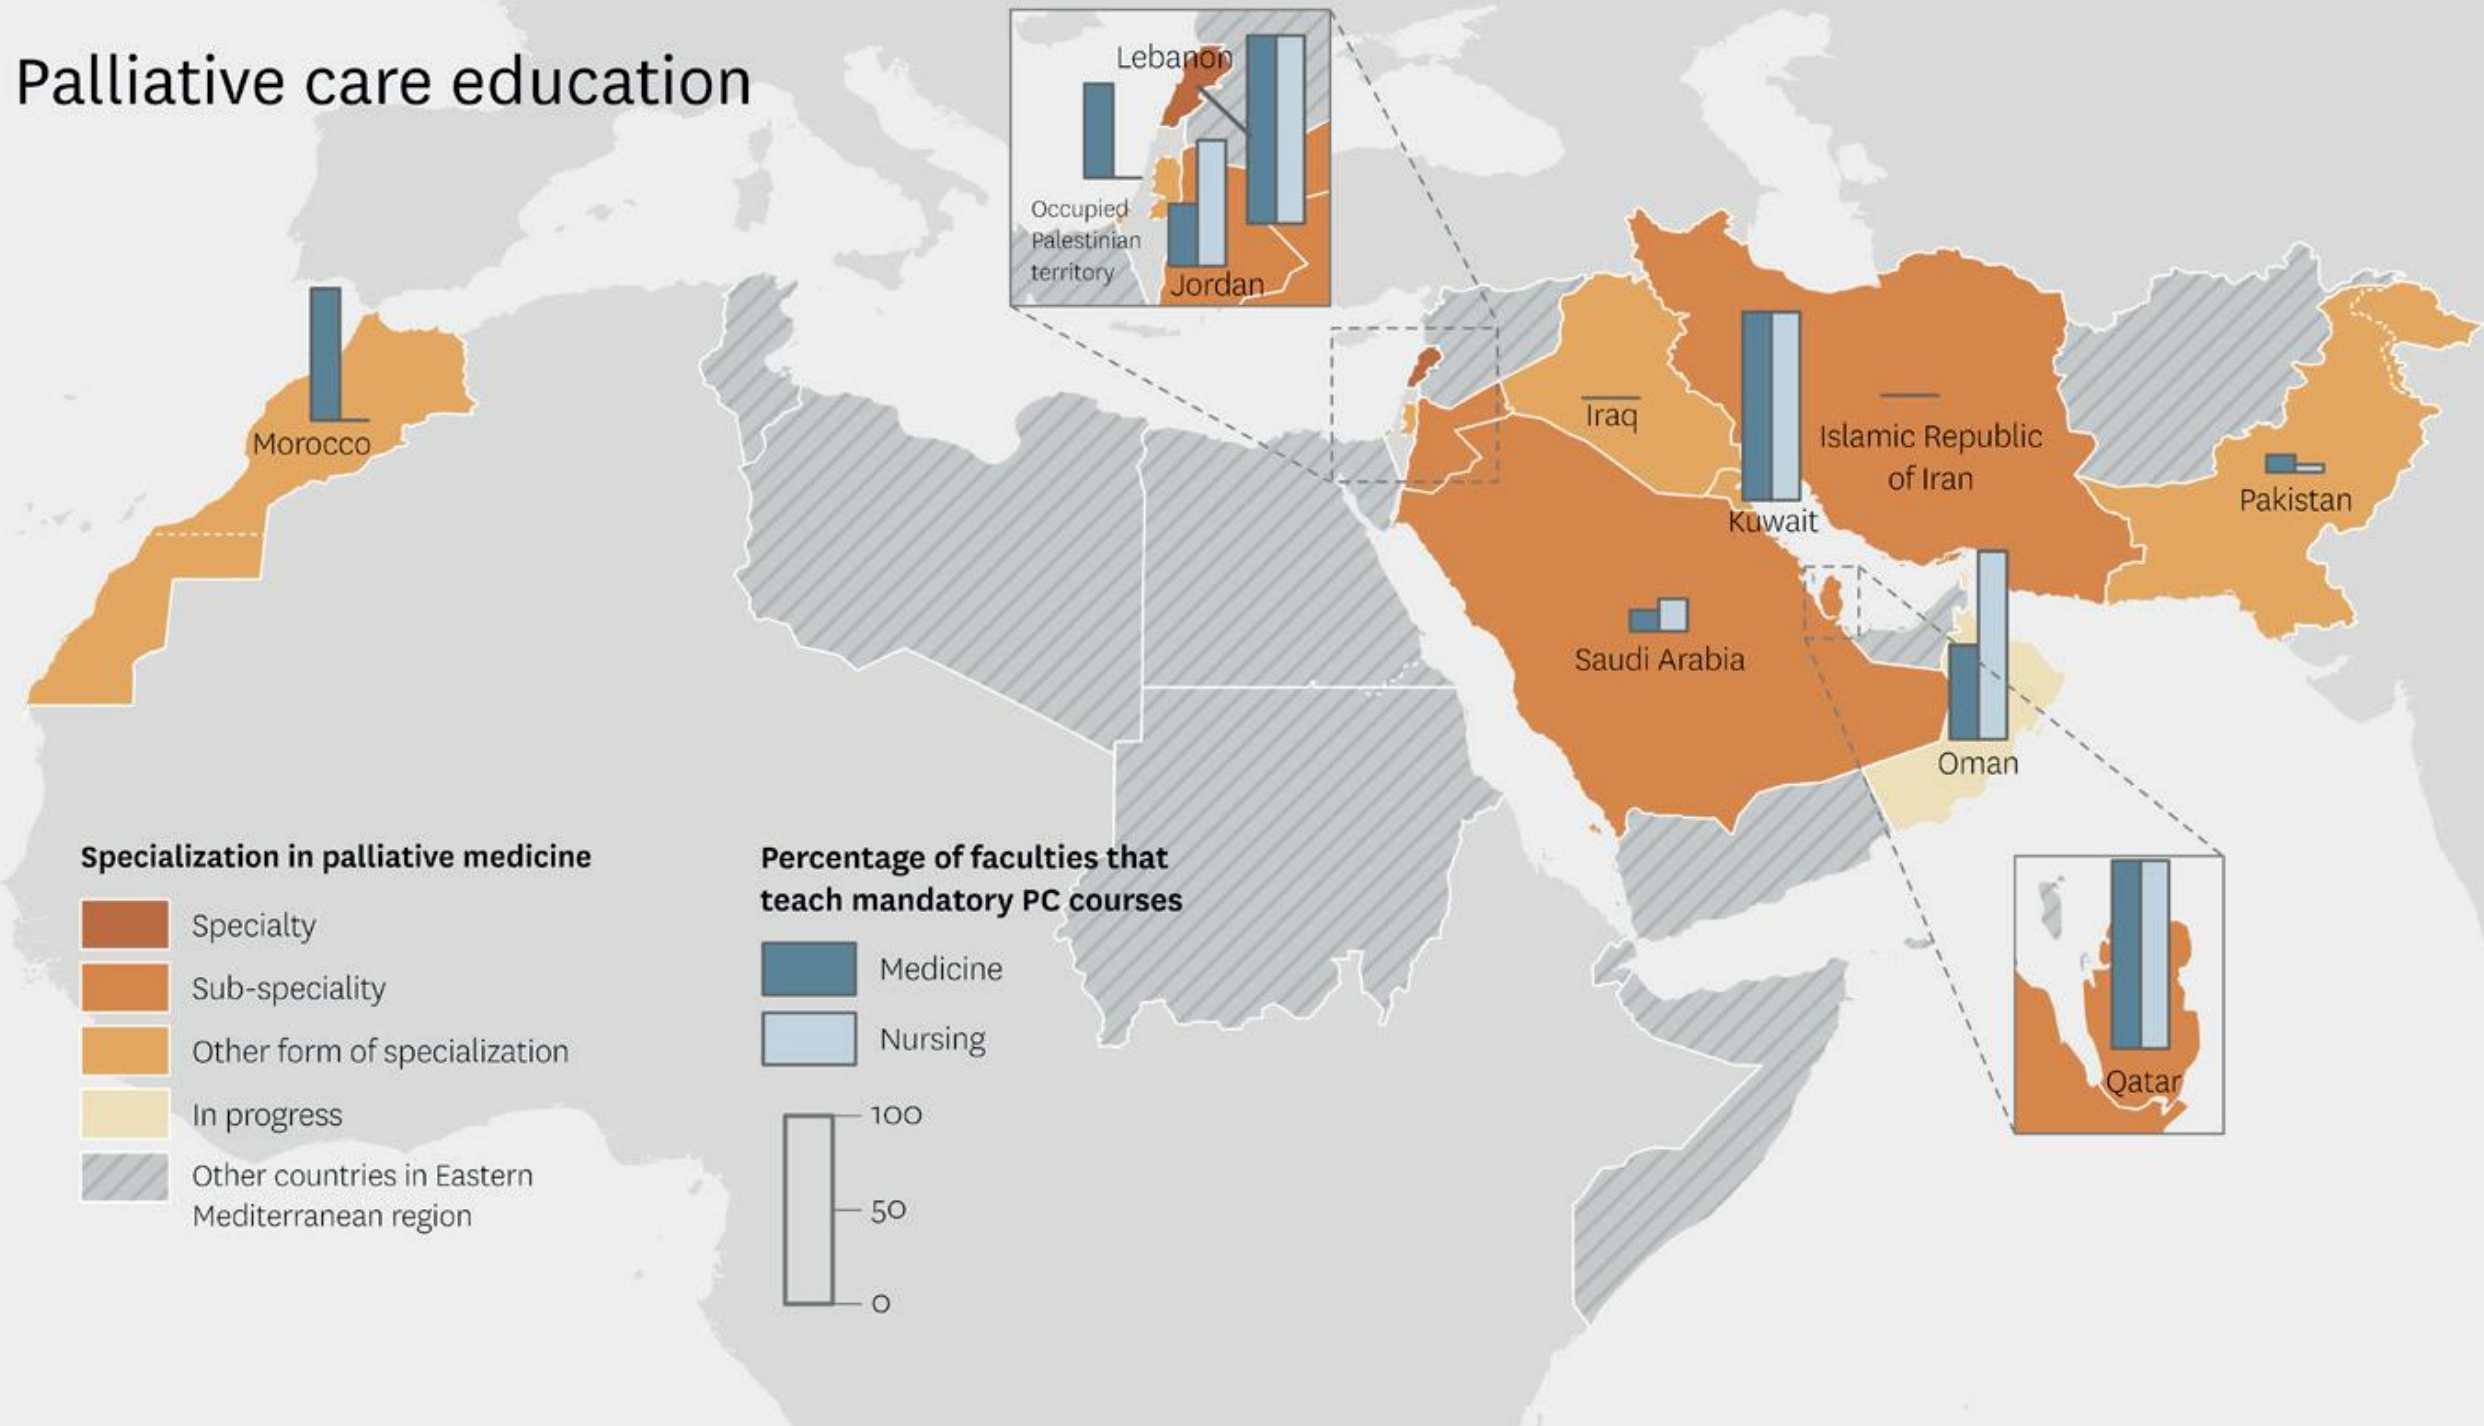 Palliative care education
Lebanon
Occupied
Palestinian
territory
Jordan
Morocco
Iraq
Islamic Republic
of Iran
Kuwait
Pakistan
Saudi Arabia
Oman
Qatar
Specialization in palliative medicine
Specialty
Sub-speciality
Other form of specialization
In progress
Other countries in Eastern
Mediterranean region
Percentage of faculties that
teach mandatory PC courses
Medicine
Nursing
100
50
0